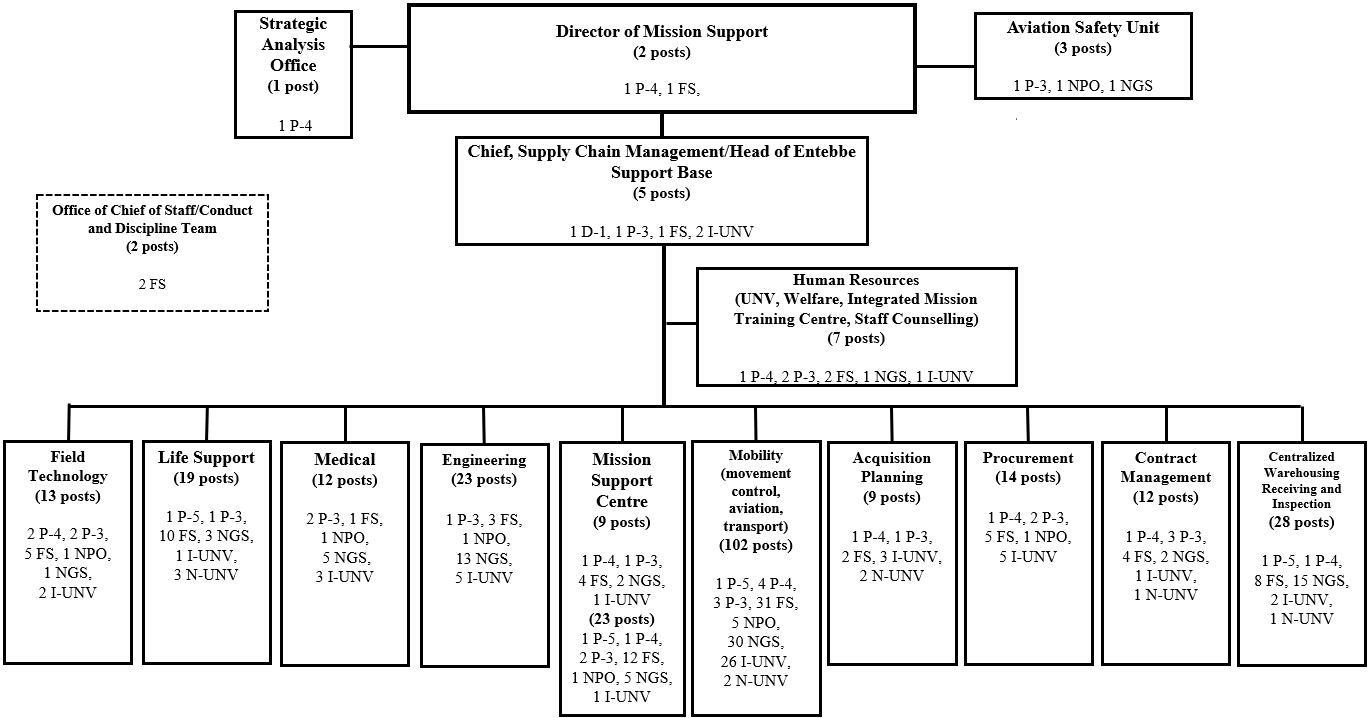 Strategic
Analysis
Office
(1 post)
1 P-4
Director of Mission Support
(2 posts)
1 P-4, 1 FS,
Aviation Safety Unit
(3 posts)
1 P-3, 1 NPO, 1 NGS
Chief, Supply Chain Management/Head of Entebbe
Support Base
(5 posts)
1 D-1, 1 P-3, 1 FS, 2 I-UNV
Office of Chief of Staff/Conduct
and Discipline Team
(2 posts)
2 FS
Human Resources
(UNV, Welfare, Integrated Mission
Training Centre, Staff Counselling)
(7 posts)
1 P-4, 2 P-3, 2 FS, 1 NGS, 1 I-UNV
Field
Technology
(13 posts)
2 P-4, 2 P-3,
5 FS, 1 NPO,
1 NGS,
2 I-UNV
Life Support
(19 posts)
1 P-5, 1 P-3,
10 FS, 3 NGS,
1 I-UNV,
3 N-UNV
Medical
(12 posts)
2 P-3, 1 FS,
1 NPO,
5 NGS,
3 I-UNV
Engineering
(23 posts)
1 P-3, 3 FS,
1 NPO,
13 NGS,
5 I-UNV
Mission
Support
Centre
(9 posts)
1 P-4, 1 P-3,
4 FS, 2 NGS,
1 I-UNV
(23 posts)
1 P-5, 1 P-4,
2 P-3, 12 FS,
1 NPO, 5 NGS,
1 I-UNV
Mobility
(movement
control,
aviation,
transport)
(102 posts)
1 P-5, 4 P-4,
3 P-3, 31 FS,
5 NPO,
30 NGS,
26 I-UNV,
2 N-UNV
Acquisition
Planning
(9 posts)
1 P-4, 1 P-3,
2 FS, 3 I-UNV,
2 N-UNV
Procurement
(14 posts)
1 P-4, 2 P-3,
5 FS, 1 NPO,
5 I-UNV
Contract
Management
(12 posts)
1 P-4, 3 P-3,
4 FS, 2 NGS,
1 I-UNV,
1 N-UNV
Centralized
Warehousing
Receiving and
Inspection
(28 posts)
1 P-5, 1 P-4,
8 FS, 15 NGS,
2 I-UNV,
1 N-UNV